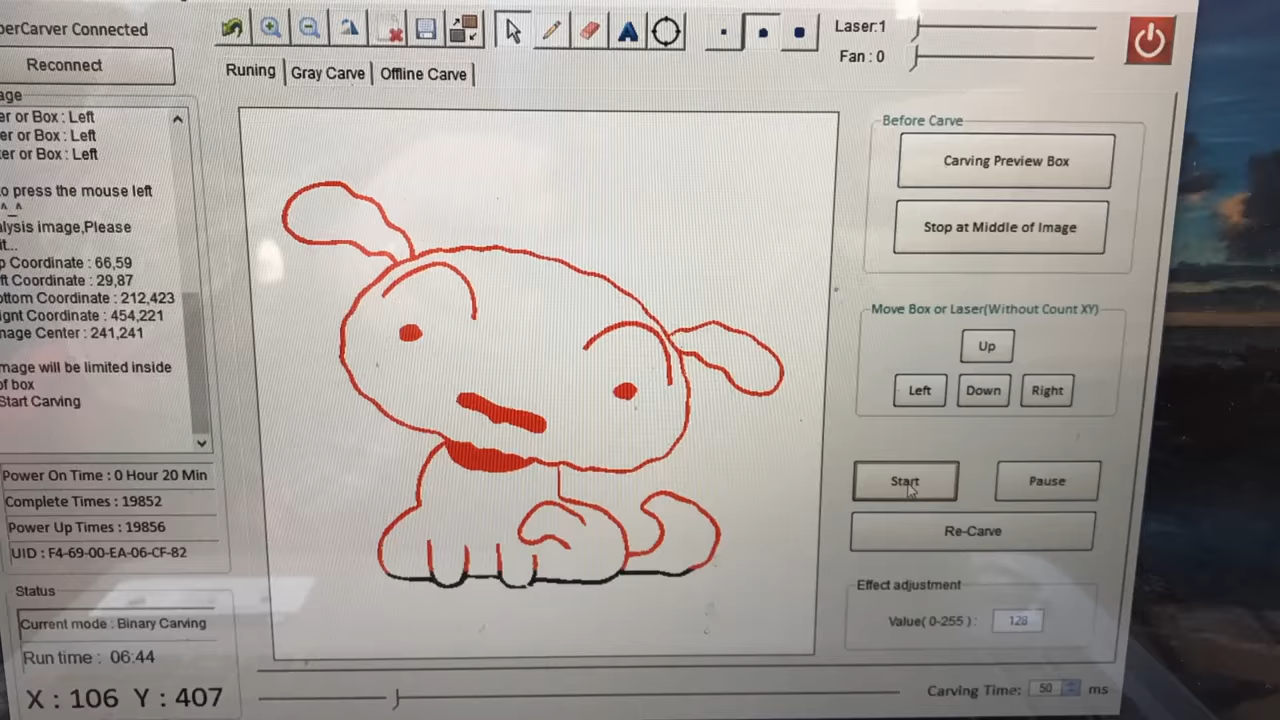 perCarver Connected
Reconnect
age
er or Box : Left
er or Box : Left
ter or Box : Left
to press the mouse left
^_^
alysis image,Please
it...
p Coordinate : 66,59
ft Coordinate : 29,87
ottom Coordinate : 212,423
ignt Coordinate : 454,221
mage Center : 241,241
mage will be limited inside
of box
Start Carving
Power On Time : 0 Hour 20 Min
Complete Times : 19852
Power Up Times : 19856
UID : F4-69-00-EA-06-CF-82
Status
Current mode : Binary Carving
Run time : 06:44
X : 106 Y : 407
A
Laser:1
Fan : 0
Runing
Gray Carve
Offline Carve
Before Carve
Carving Preview Box
Stop at Middle of Image
Move Box or Laser(Without Count XY)
Up
Left
Down
Right
Start
Pause
Re-Carve
Effect adjustment
Value( 0-255 ) : 128
Carving Time: 50 ms